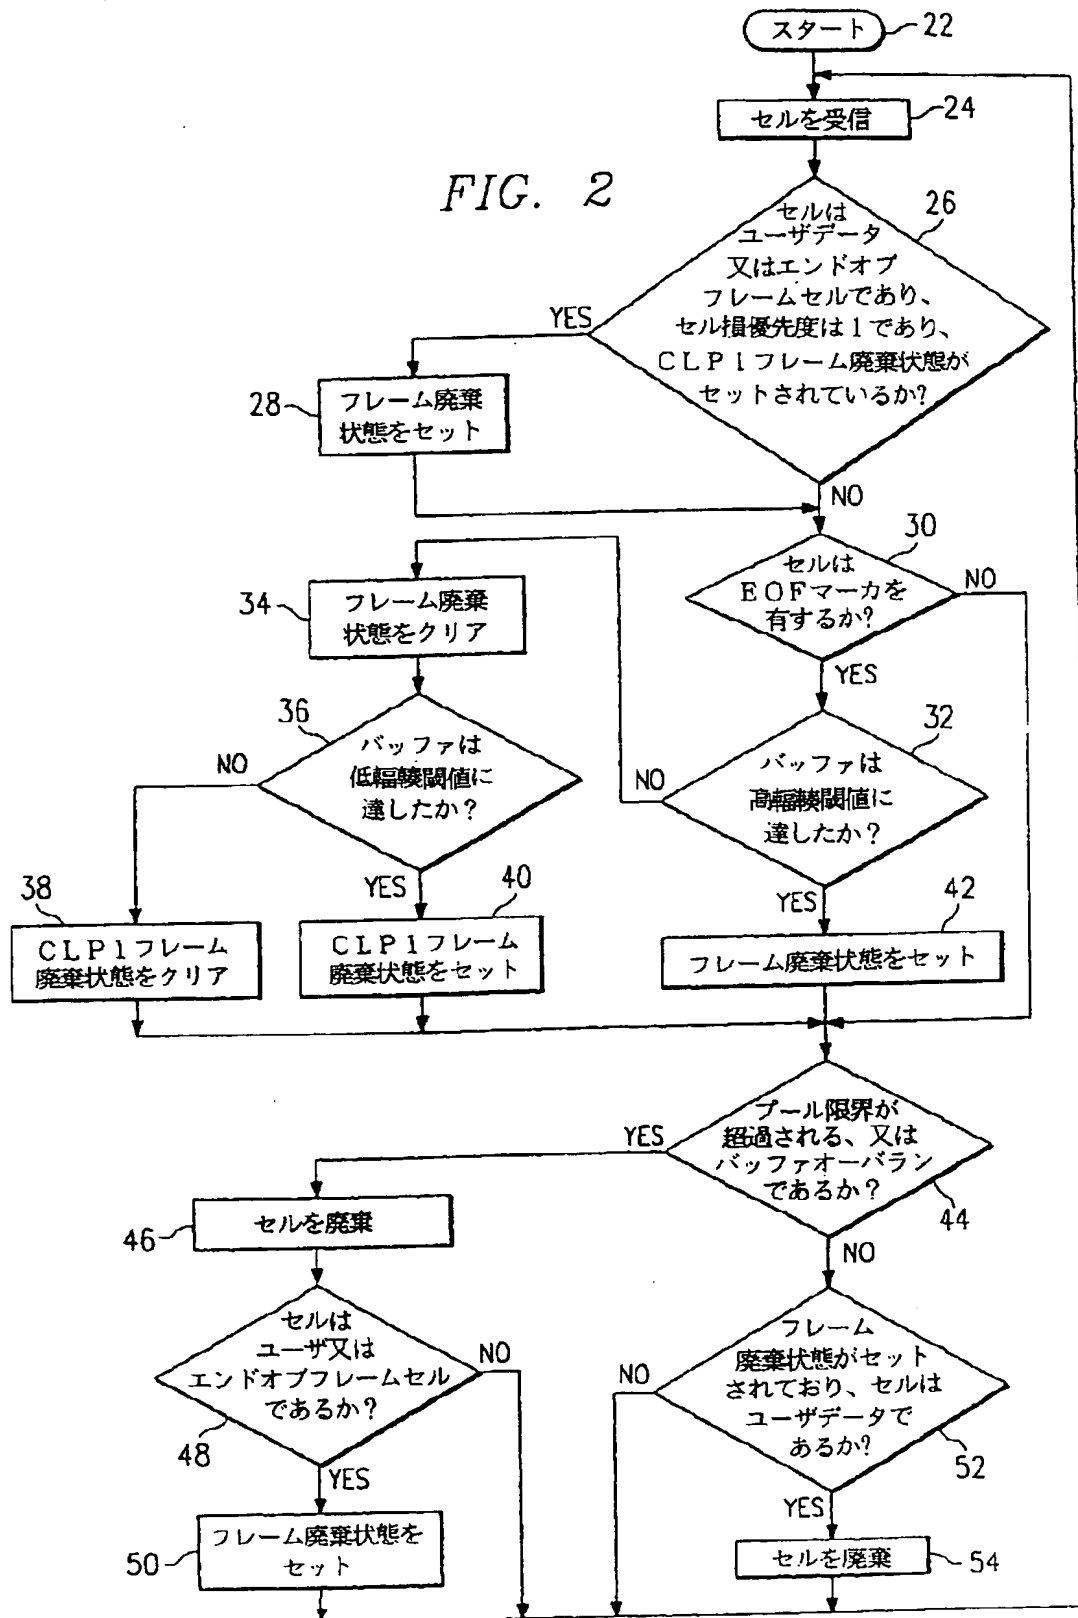 スタート
22
セルを受信
24
FIG. 2
セルは
ユーザデータ
又はエンドオブ
フレームセルであり、
セル損優先度は1であり、
CLP1フレーム廃棄状態が
セットされているか?
26
YES
NO
フレーム廃棄
状態をセット
28
セルは
EOFマーカを
有するか?
30
NO
YES
フレーム廃棄
状態をクリア
34
バッファは
高輻輳閾値に
達したか?
32
NO
YES
バッファは
低輻輳閾値に
達したか?
36
NO
YES
CLP1フレーム
廃棄状態をクリア
38
CLP1フレーム
廃棄状態をセット
40
フレーム廃棄状態をセット
42
プール限界が
超過される、又は
バッファオーバラン
であるか?
44
YES
NO
セルを廃棄
46
セルは
ユーザ又は
エンドオブフレームセル
であるか?
48
NO
YES
フレーム廃棄状態を
セット
50
フレーム
廃棄状態がセット
されており、セルは
ユーザデータで
あるか?
52
NO
YES
セルを廃棄
54